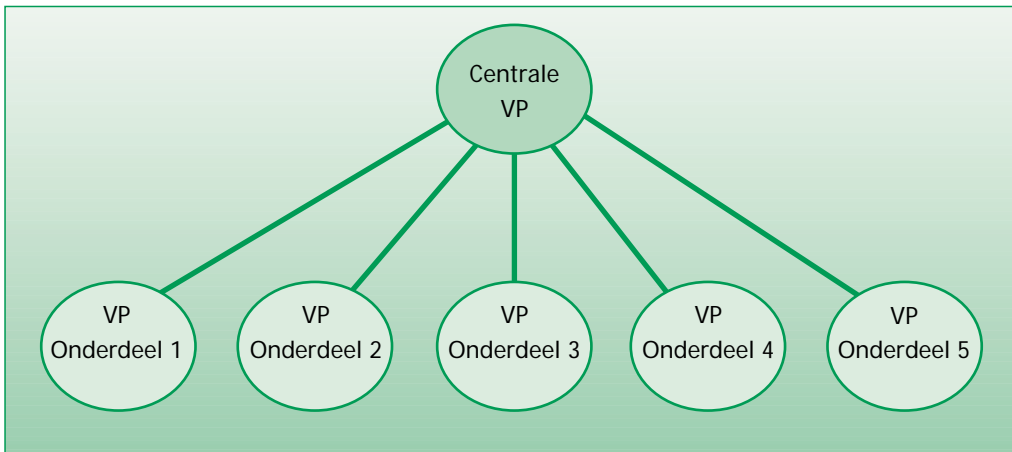 Centrale
VP
VP
Onderdeel 1
VP
Onderdeel 2
VP
Onderdeel 3
VP
Onderdeel 4
VP
Onderdeel 5